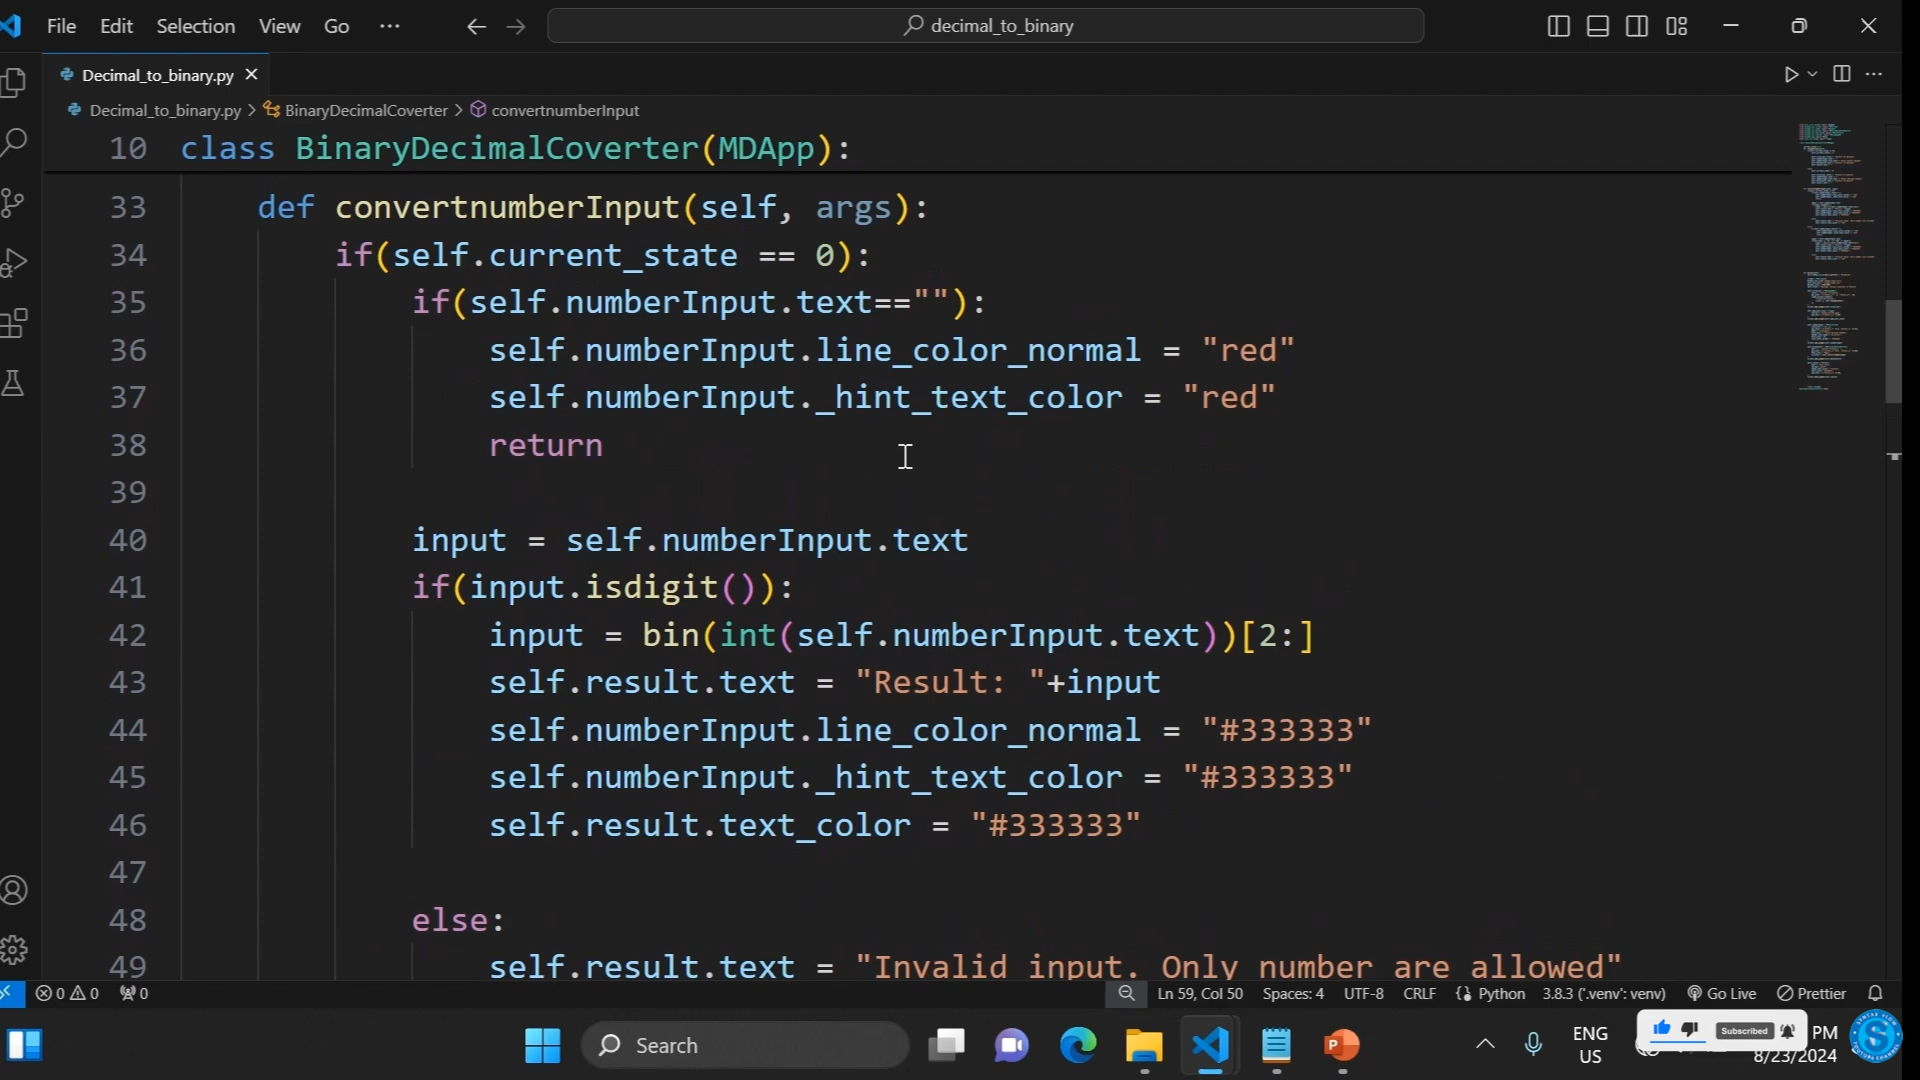 File Edit Selection View Go ··· decimal_to_binary
Decimal_to_binary.py
Decimal_to_binary.py > BinaryDecimalCoverter > convertnumberInput
10 class BinaryDecimalCoverter(MDApp):
33 def convertnumberInput(self, args):
34 if(self.current_state == 0):
35 if(self.numberInput.text==""):
36 self.numberInput.line_color_normal = "red"
37 self.numberInput._hint_text_color = "red"
38 return
39
40 input = self.numberInput.text
41 if(input.isdigit()):
42 input = bin(int(self.numberInput.text))[2:]
43 self.result.text = "Result: "+input
44 self.numberInput.line_color_normal = "#333333"
45 self.numberInput._hint_text_color = "#333333"
46 self.result.text_color = "#333333"
47
48 else:
49 self.result.text = "Invalid input. Only number are allowed"
0 0 0 Ln 59, Col 50 Spaces: 4 UTF-8 CRLF Python 3.8.3 ('.venv': venv) Go Live Prettier
Search ENG US Subscribed PM 8/23/2024